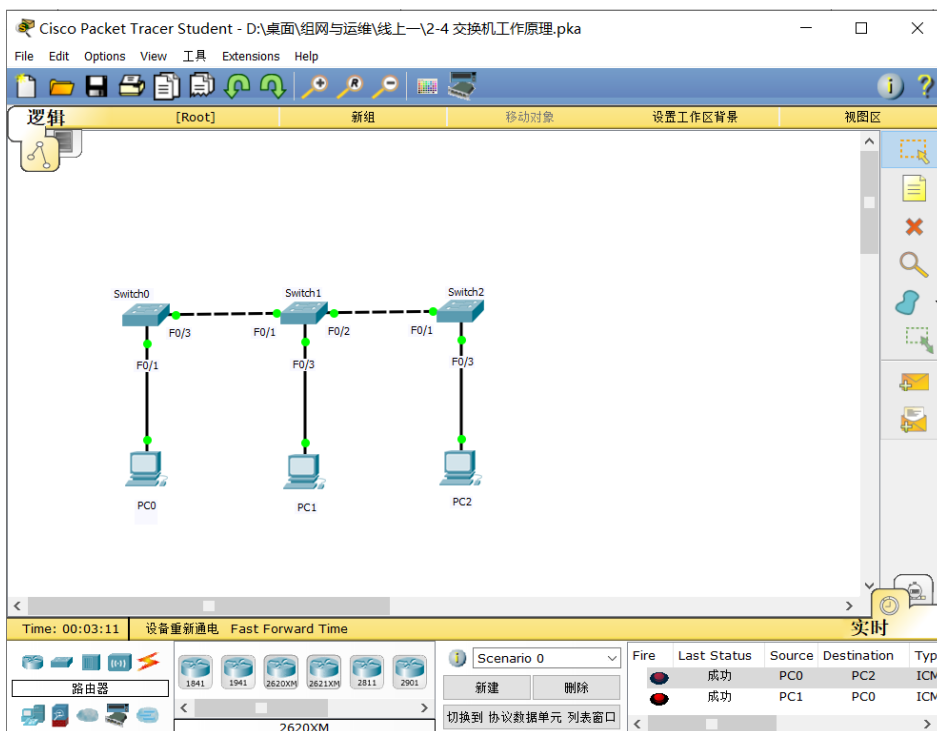 Cisco Packet Tracer Student - D:\桌面\组网与运维\线上一\2-4 交换机工作原理.pka
File Edit Options View 工具 Extensions Help
逻辑 [Root] 新组 移动对象 设置工作区背景 视图区
Switch0 Switch1 Switch2
F0/3 F0/1 F0/2 F0/1
F0/1 F0/3 F0/3
PC0 PC1 PC2
Time: 00:03:11 设备重新通电 Fast Forward Time 实时
路由器
1841 1941 2620XM 2621XM 2811 2901
2620XM
Scenario 0
新建 删除
切换到 协议数据单元 列表窗口
Fire Last Status Source Destination Typ
成功 PC0 PC2 ICM
成功 PC1 PC0 ICM